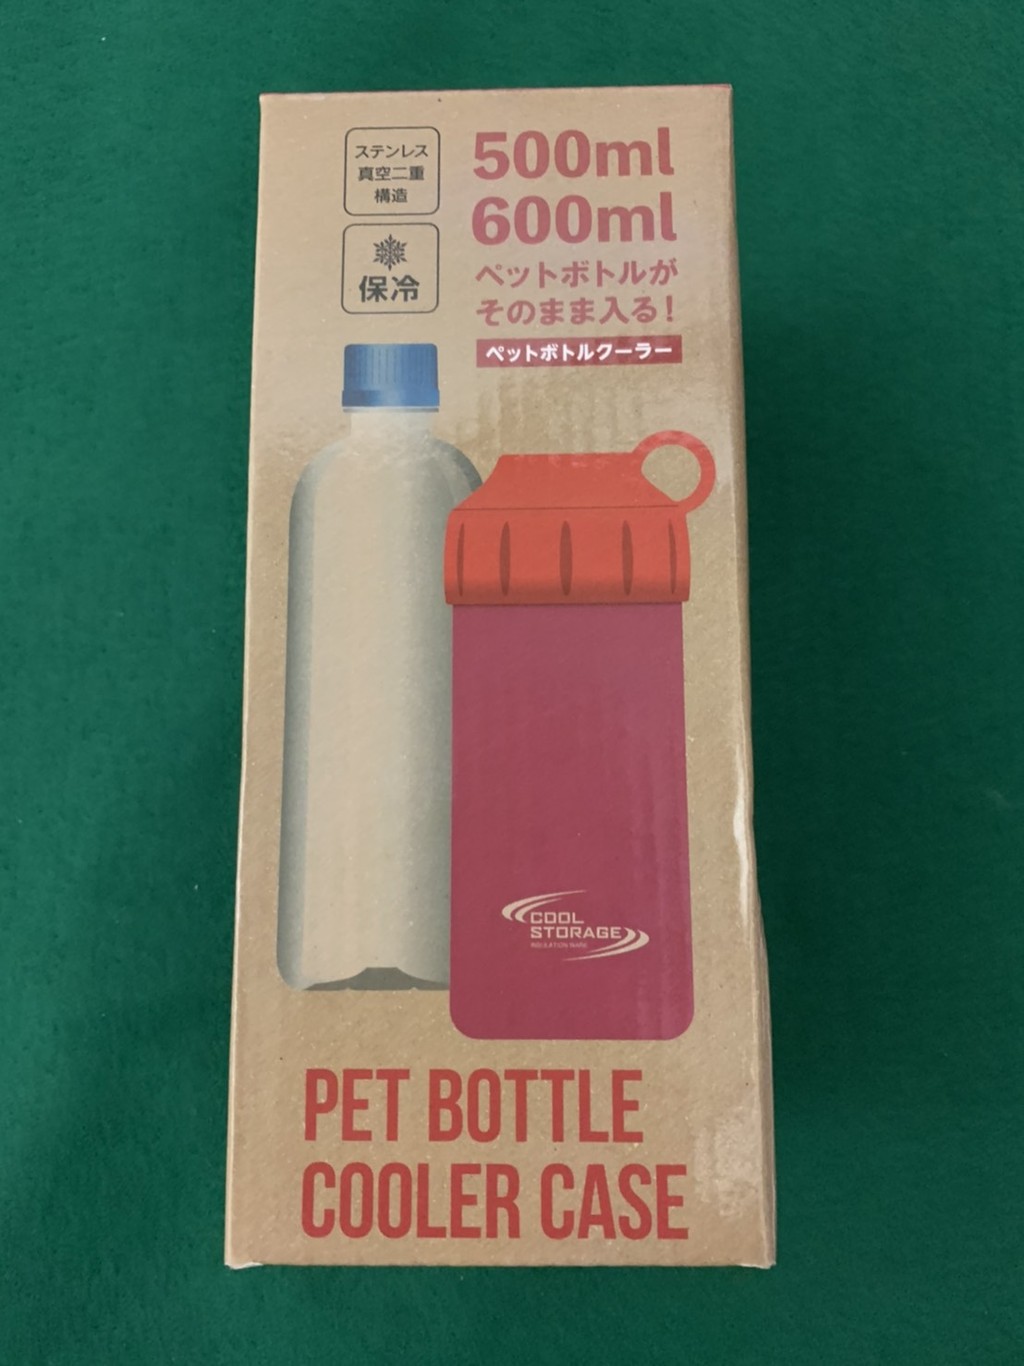 ステンレス
真空二重
構造
保冷
500ml
600ml
ペットボトルが
そのまま入る！
ペットボトルクーラー
COOL
STORAGE
PET BOTTLE
COOLER CASE